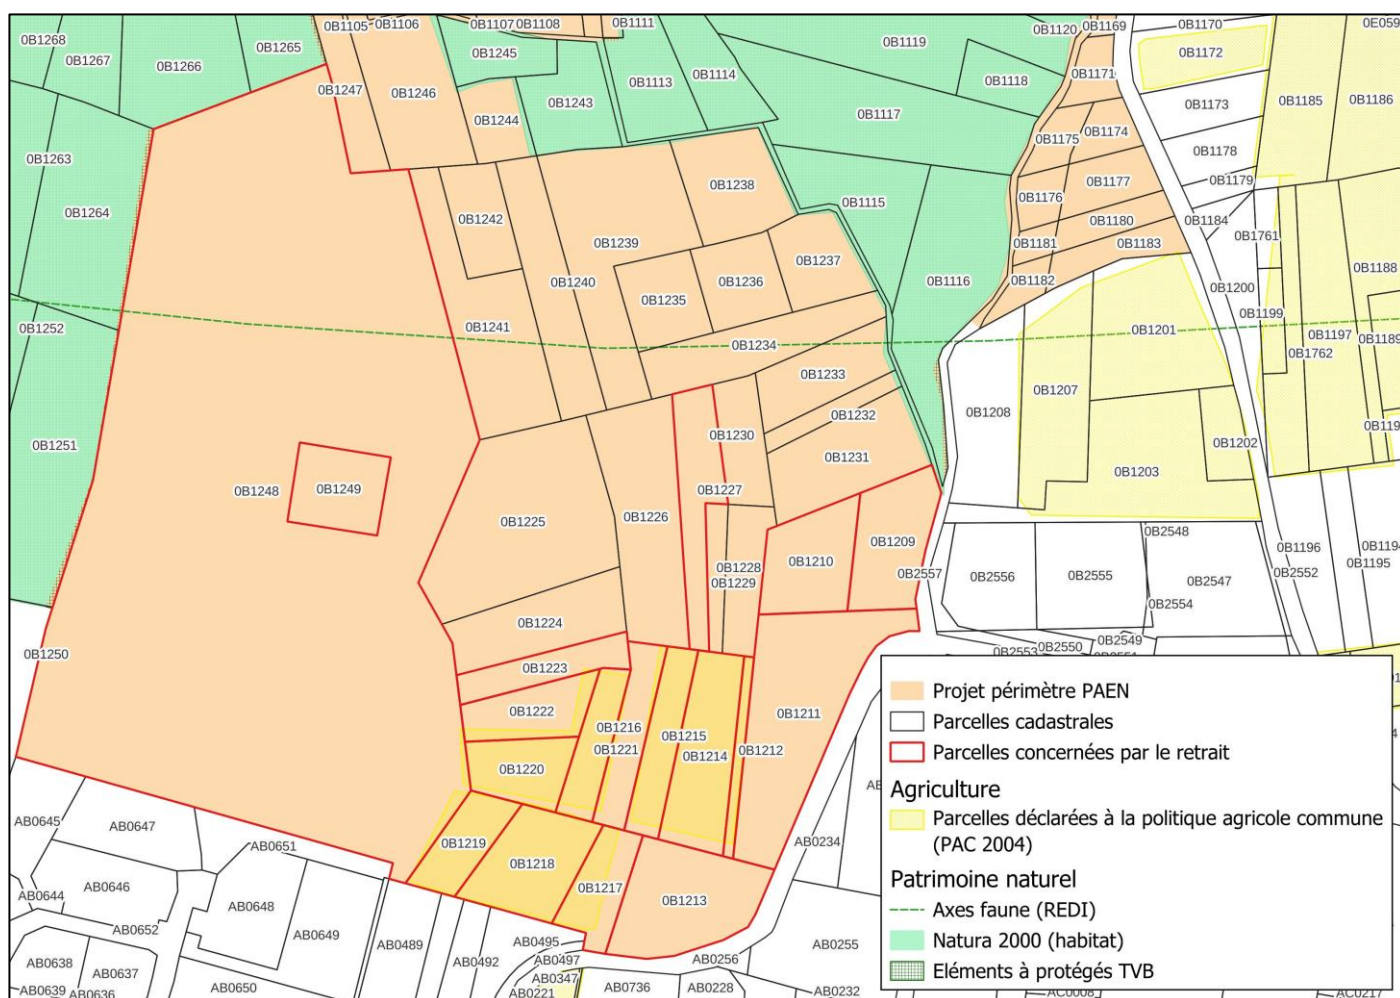 0B1268
0B1267
0B1266
0B1265
0B1105
0B1106
0B1107
0B1108
0B1111
0B1120
0B1169
0B1170
0E059
0B1245
0B1119
0B1118
0B1171
0B1172
0B1247
0B1246
0B1244
0B1243
0B1113
0B1114
0B1117
0B1175
0B1174
0B1173
0B1185
0B1186
0B1263
0B1264
0B1242
0B1238
0B1115
0B1176
0B1177
0B1178
0B1179
0B1184
0B1239
0B1240
0B1237
0B1236
0B1235
0B1116
0B1180
0B1181
0B1183
0B1182
0B1761
0B1188
0B1200
0B1199
0B1252
0B1241
0B1234
0B1201
0B1197
0B1762
0B1189
0B1233
0B1232
0B1207
0B1208
0B1251
0B1230
0B1231
0B1202
0B1203
0B119
0B1248
0B1249
0B1225
0B1226
0B1227
0B1228
0B1229
0B1210
0B1209
0B2548
0B1196
0B1194
0B1195
0B2552
0B2557
0B2556
0B2555
0B2547
0B2554
0B1224
0B1250
0B1223
0B2553
0B2550
0B2549
0B1222
0B1216
0B1221
0B1215
0B1214
0B1212
0B1211
0B1220
0B1219
0B1218
0B1217
0B1213
AB0645
AB0647
AB0651
AB0646
AB0644
AB0648
AB0652
AB0649
AB0638
AB0637
AB0639
AB0636
AB0650
AB0489
AB0492
AB0495
AB0497
AB0347
AB0221
AB0736
AB0228
AB0256
AB0255
AB0232
AB0234
Projet périmètre PAEN
Parcelles cadastrales
Parcelles concernées par le retrait
Agriculture
Parcelles déclarées à la politique agricole commune
(PAC 2004)
Patrimoine naturel
Axes faune (REDI)
Natura 2000 (habitat)
Eléments à protégés TVB